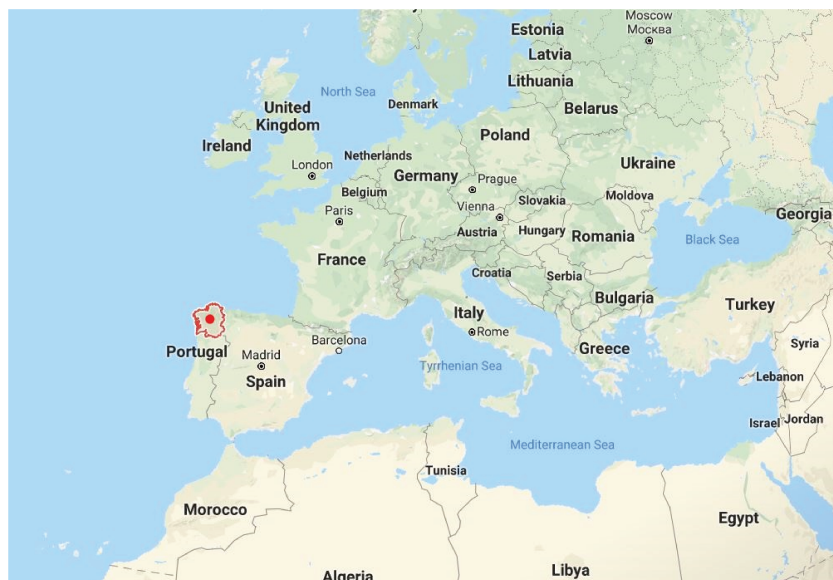 Moscow
Москва
Estonia
Latvia
Lithuania
North Sea
Denmark
United
Kingdom
Belarus
Ireland
Poland
Netherlands
London
Germany
Ukraine
Prague
Belgium
Moldova
Slovakia
Vienna
Paris
Georgia
Austria
Hungary
Romania
Black Sea
France
Croatia
Serbia
Bulgaria
Turkey
Italy
Rome
Barcelona
Syria
Portugal
Greece
Madrid
Tyrrhenian Sea
Spain
Lebanon
Israel
Jordan
Mediterranean Sea
Tunisia
Morocco
Egypt
Algeria
Libya